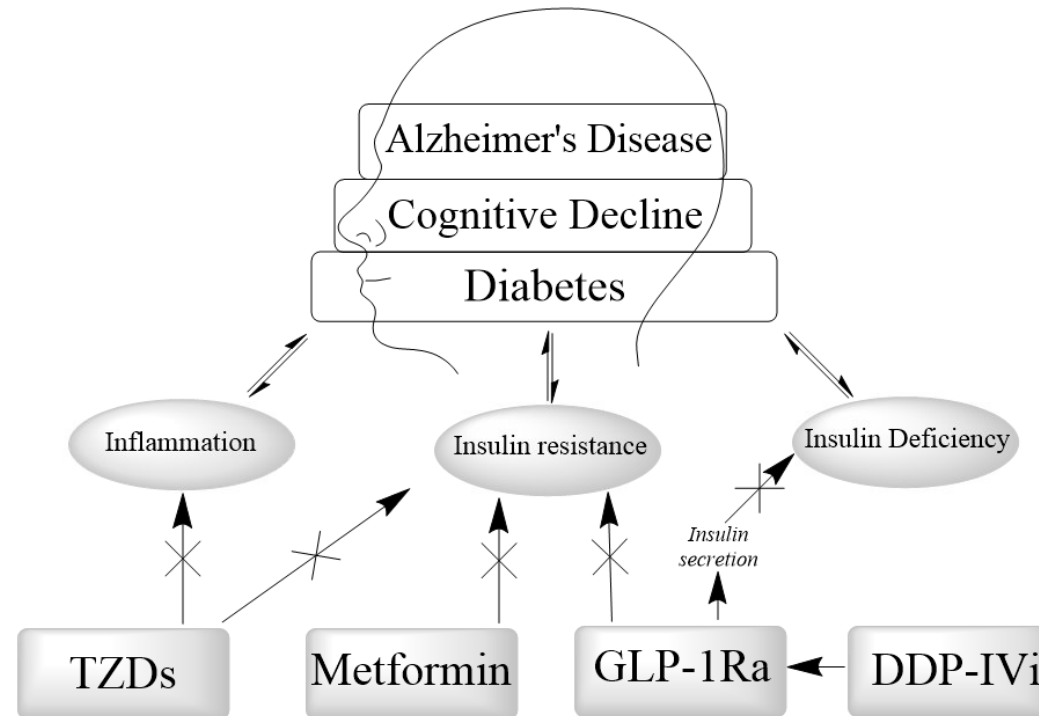 Alzheimer's Disease
Cognitive Decline
Diabetes
Inflammation
Insulin resistance
Insulin Deficiency
Insulin
secretion
TZDs
Metformin
GLP-1Ra
DDP-IVi